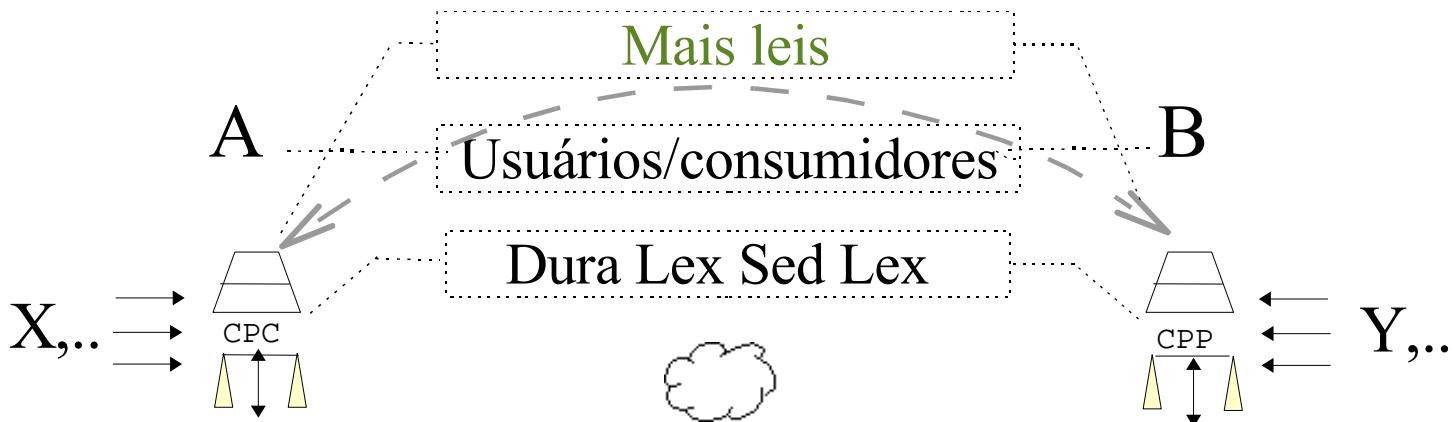 Mais leis
A
Usuários/consumidores
B
Dura Lex Sed Lex
X,..
CPC
CPP
Y,..